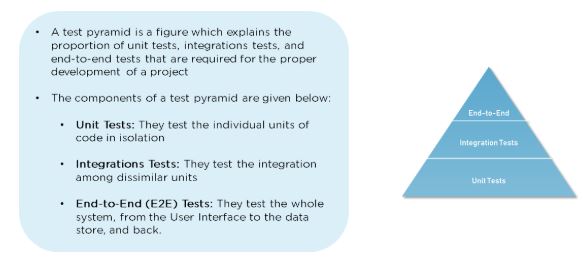 • A test pyramid is a figure which explains the
proportion of unit tests, integrations tests, and
end-to-end tests that are required for the proper
development of a project
• The components of a test pyramid are given below:
• Unit Tests: They test the individual units of
code in isolation
• Integrations Tests: They test the integration
among dissimilar units
• End-to-End (E2E) Tests: They test the whole
system, from the User Interface to the data
store, and back.
End-to-End
Integration Tests
Unit Tests